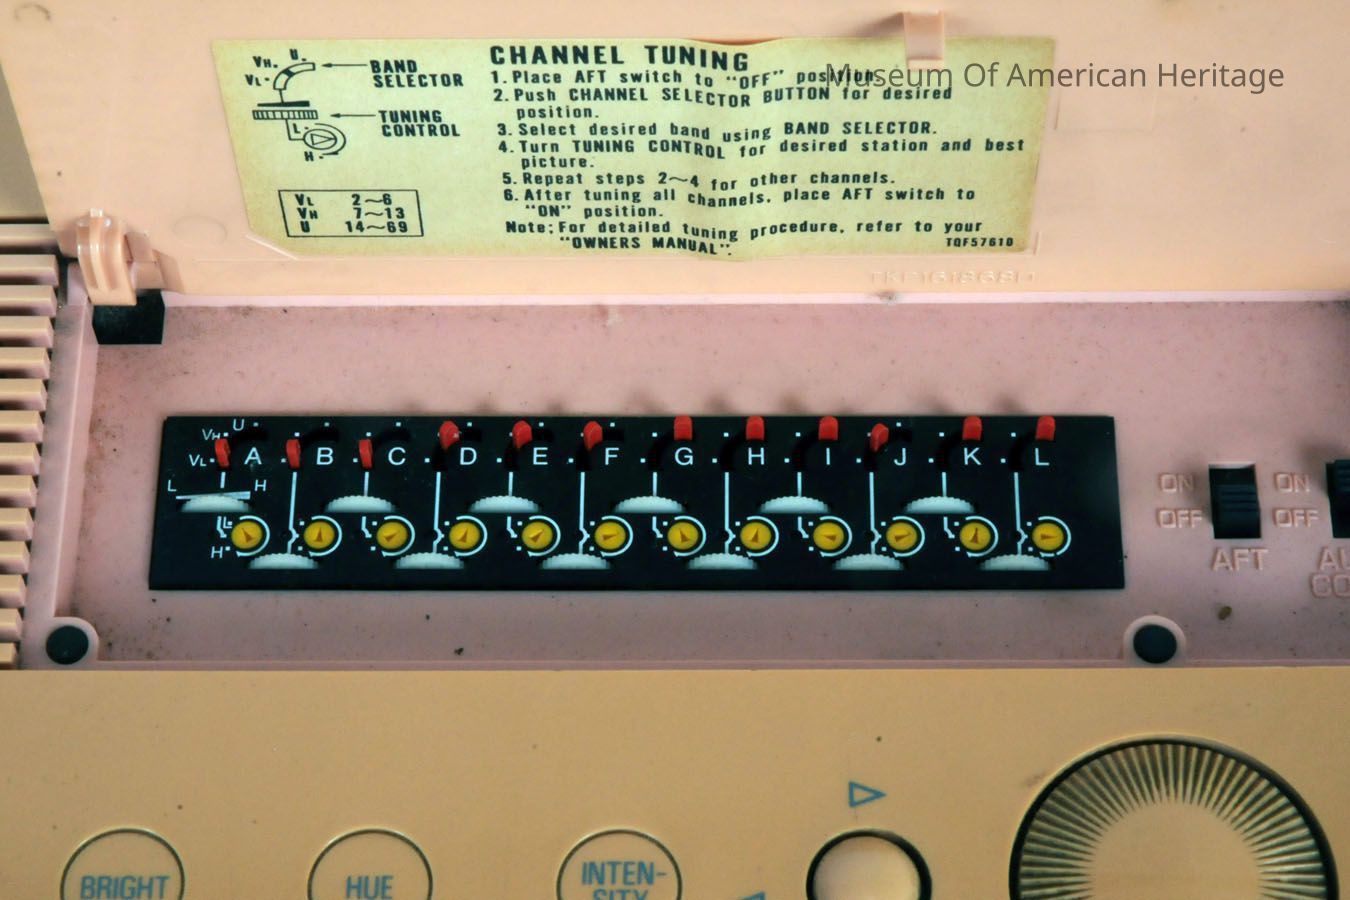 CHANNEL TUNING
Museum Of American Heritage
VH. U.
VL
BAND
SELECTOR
TUNING
CONTROL
L.
H.
VL 2~6
VH 7~13
U 14~69
1. Place AFT switch to "OFF" position.
2. Push CHANNEL SELECTOR BUTTON for desired
position.
3. Select desired band using BAND SELECTOR.
4. Turn TUNING CONTROL for desired station and best
picture.
5. Repeat steps 2~4 for other channels.
6. After tuning all channels, place AFT switch to
"ON" position.
Note: For detailed tuning procedure, refer to your
"OWNERS MANUAL".
TQF57610
VH U
VL A B C D E F G H I J K L
L H
L
H
ON ON
OFF OFF
AFT
BRIGHT HUE INTEN-
SITY